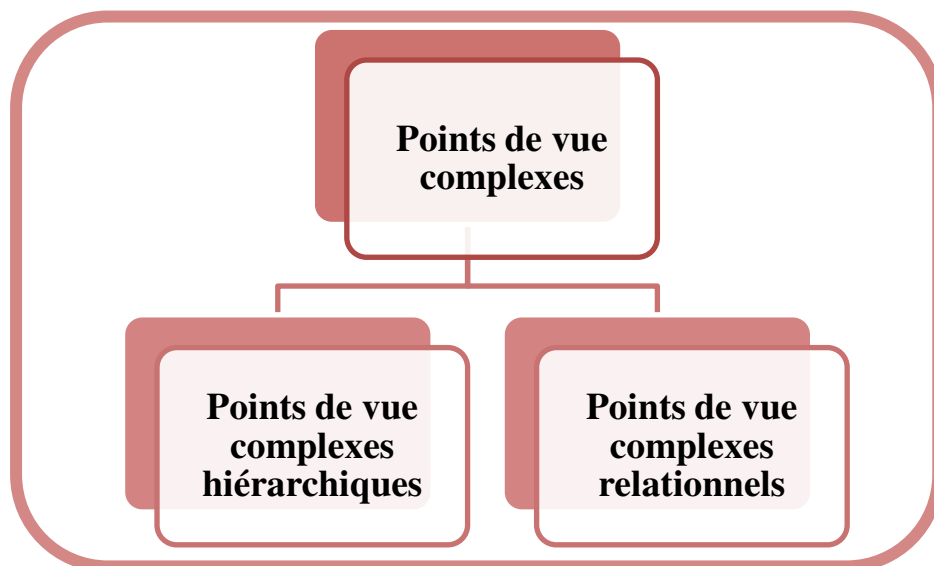 Points de vue
complexes
Points de vue
complexes
hiérarchiques
Points de vue
complexes
relationnels